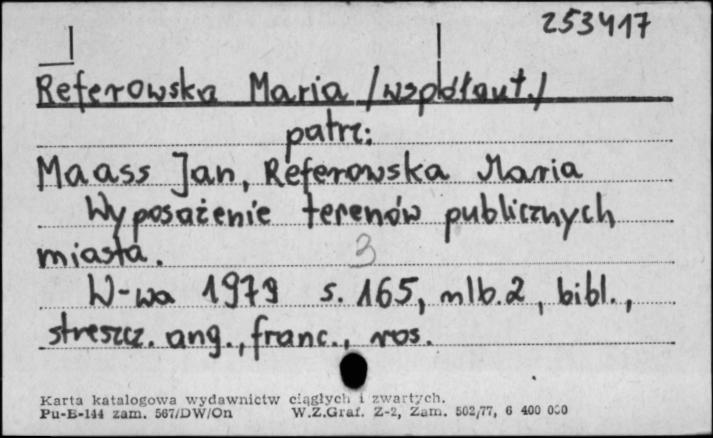 253417
Referowska Maria /współaut./
patrz:
Maass Jan, Referowska Maria
Wyposażenie terenów publicznych
miasta.
3
W-wa 1979 s. 165, nlb. 2, bibl.,
streszcz. ang., franc., ros.
Karta katalogowa wydawnictw ciągłych i zwartych.
Pu-B-144 zam. 567/DW/On W.Z.Graf. Z-2, Zam. 502/77, 6 400 000